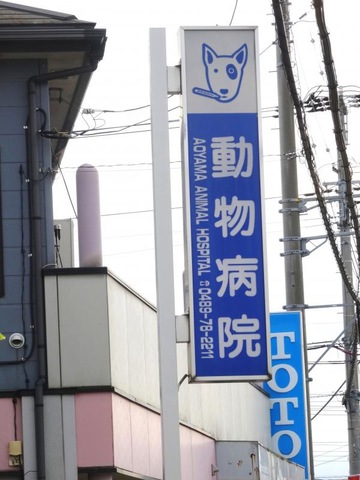 動物病院
AOYAMA ANIMAL HOSPITAL ☎0489-78-2211
TOTO